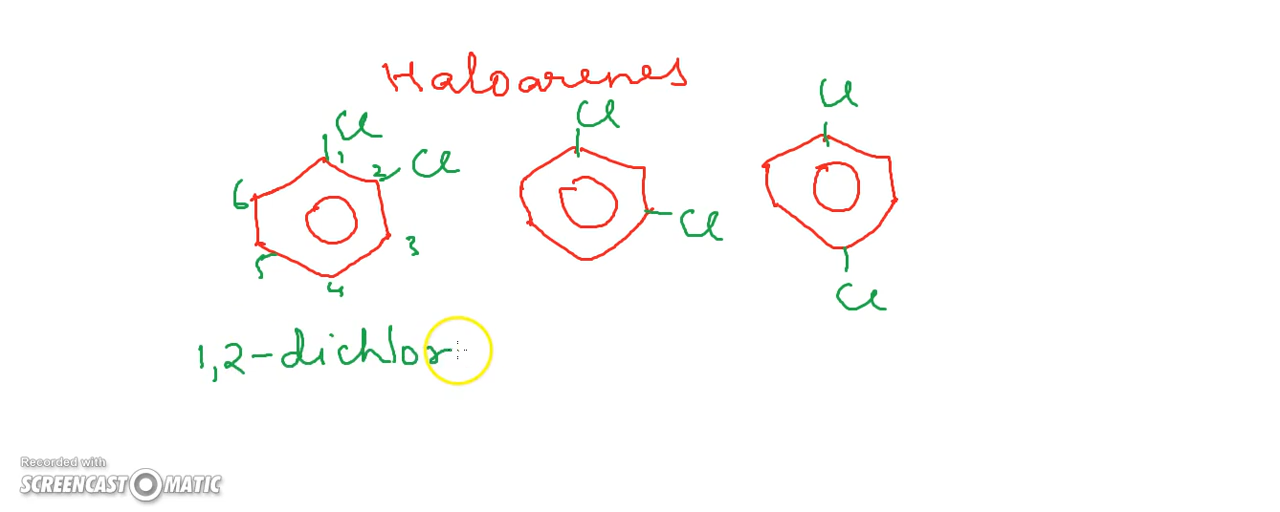 Haloarenes
Cl
Cl
Cl
1
2
Cl
6
3
Cl
5
4
Cl
1,2-dichlor
Recorded with
SCREENCAST MATIC